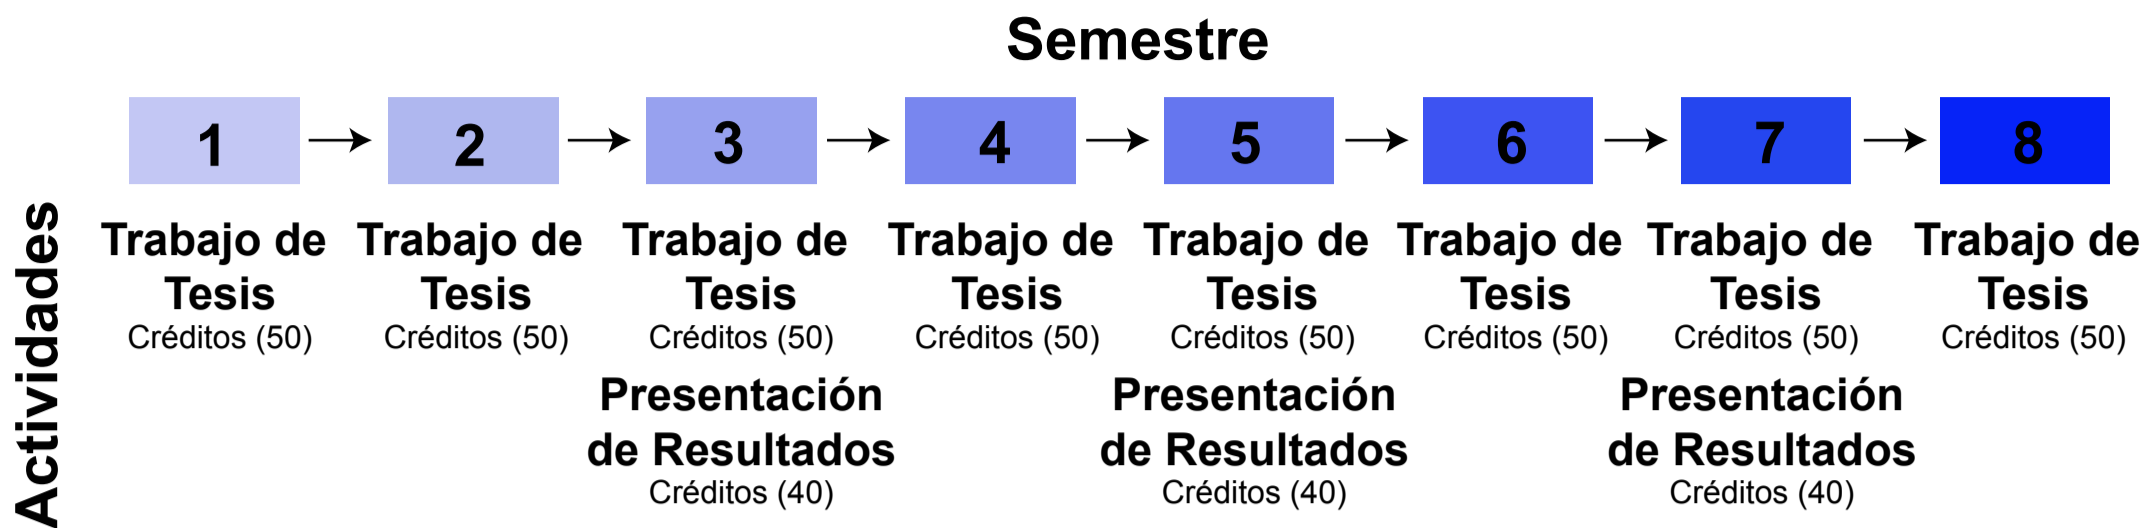 Semestre
1 2 3 4 5 6 7 8
Actividades
Trabajo de Trabajo de Trabajo de Trabajo de Trabajo de Trabajo de Trabajo de Trabajo de
Tesis Tesis Tesis Tesis Tesis Tesis Tesis Tesis
Créditos (50) Créditos (50) Créditos (50) Créditos (50) Créditos (50) Créditos (50) Créditos (50) Créditos (50)
Presentación Presentación Presentación
de Resultados de Resultados de Resultados
Créditos (40) Créditos (40) Créditos (40)